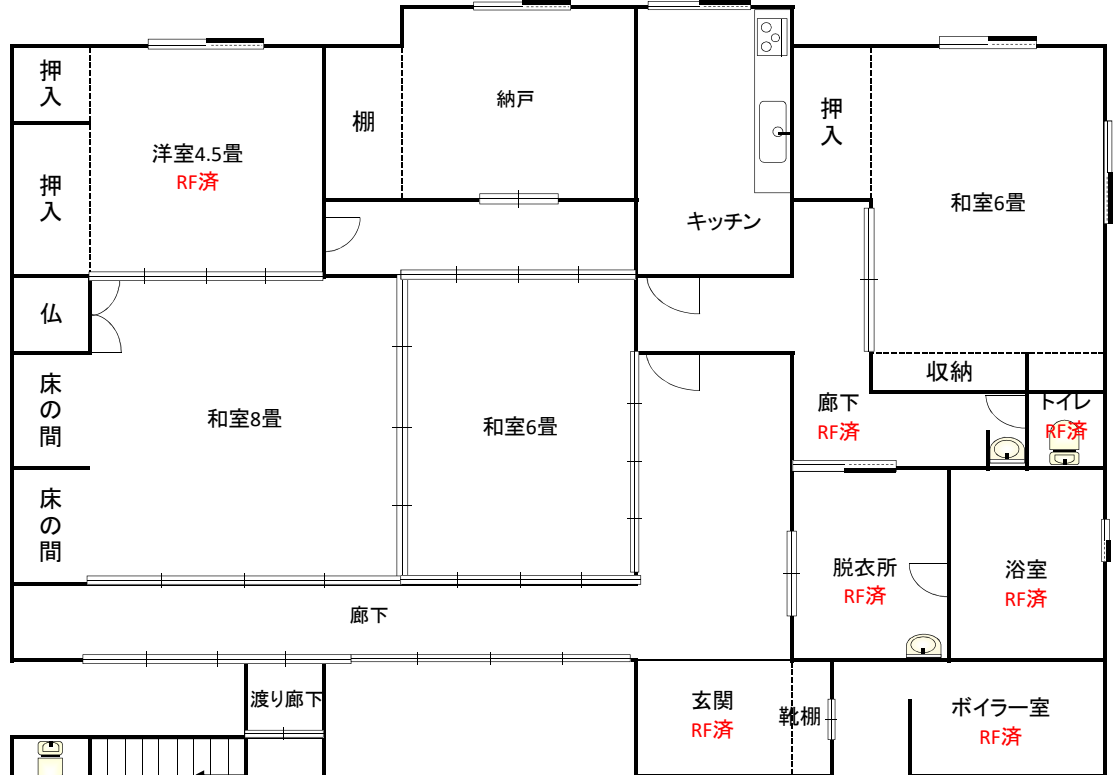 押入
洋室4.5畳
RF済
押入
棚
納戸
キッチン
押入
和室6畳
収納
仏
床の間
床の間
和室8畳
和室6畳
廊下
RF済
トイレ
RF済
脱衣所
RF済
浴室
RF済
廊下
渡り廊下
玄関
RF済
靴棚
ボイラー室
RF済